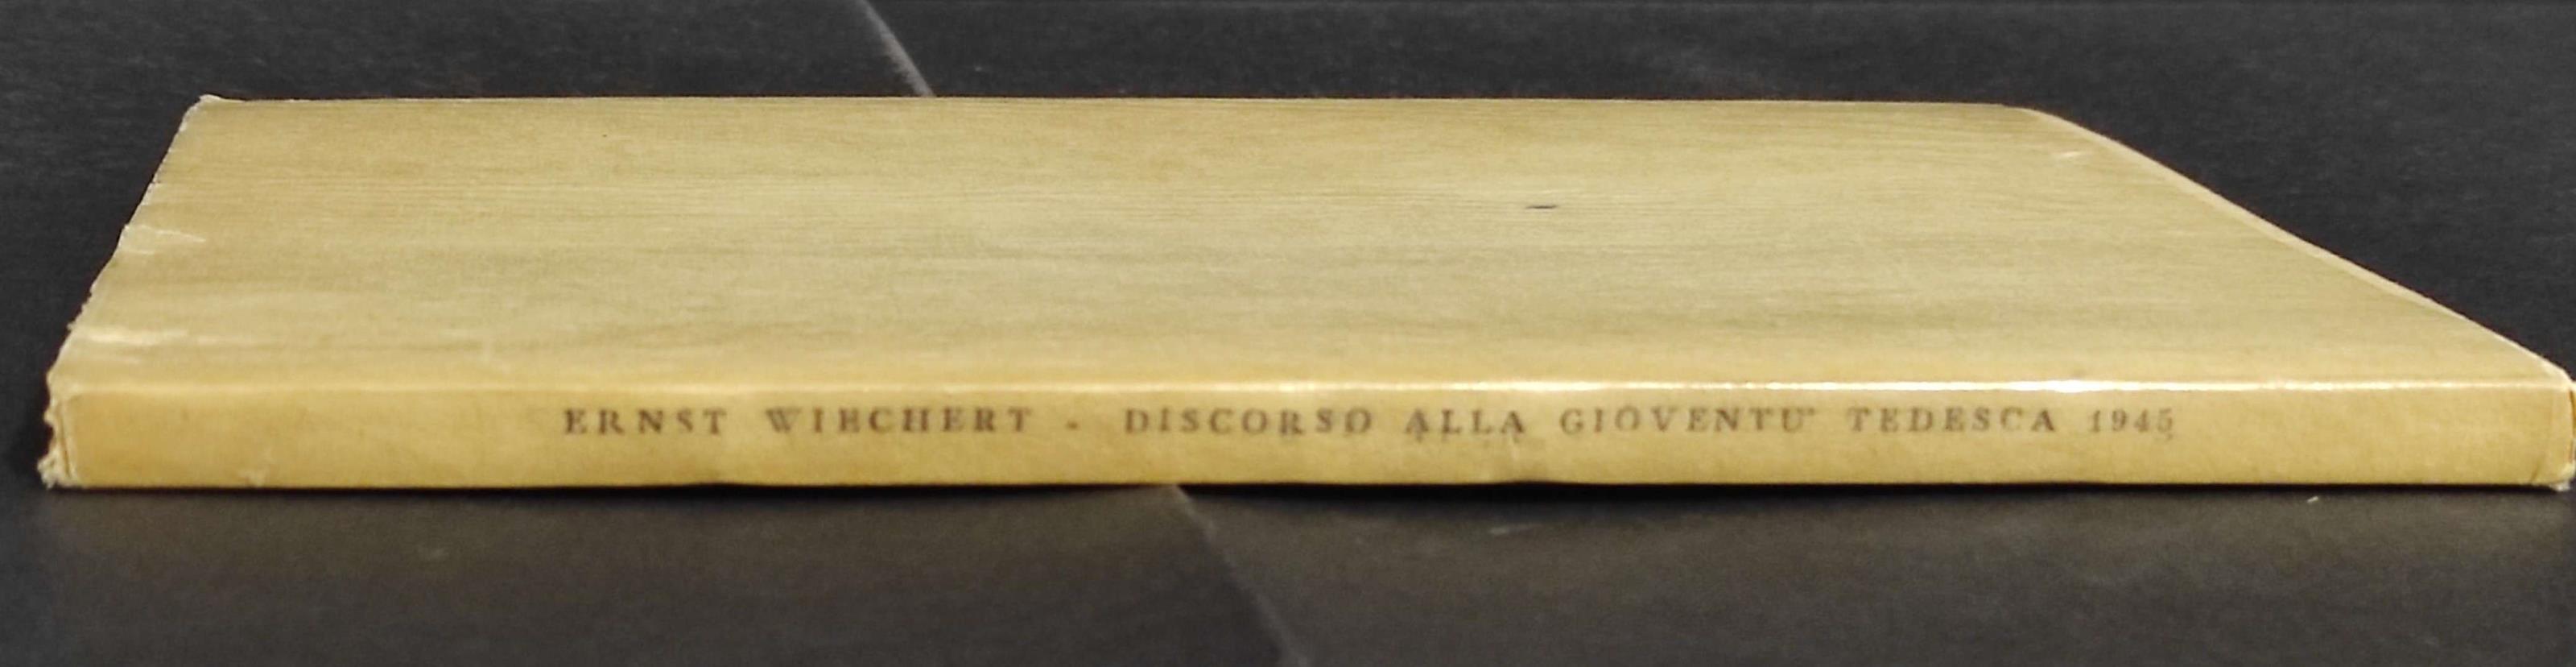 ERNST WIECHERT - DISCORSO ALLA GIOVENTU' TEDESCA 1945